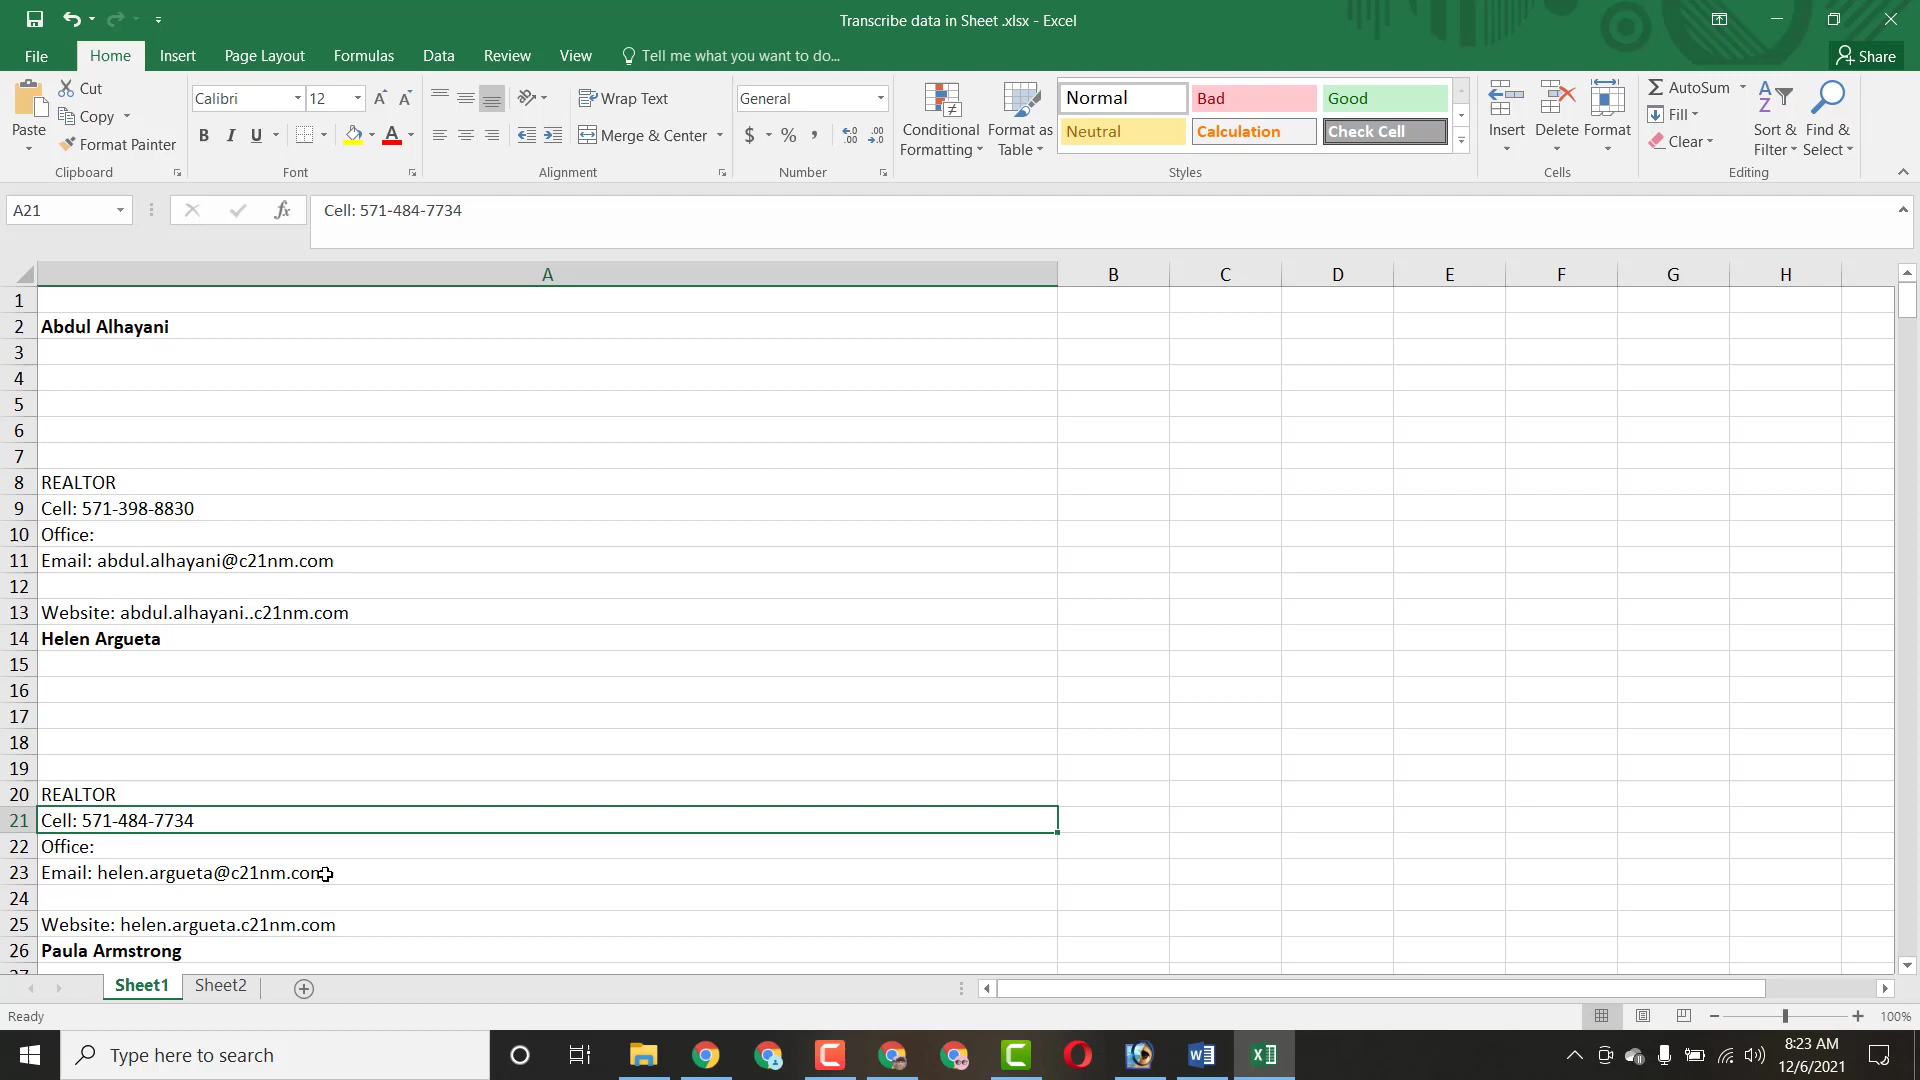 Transcribe data in Sheet .xlsx - Excel
File Home Insert Page Layout Formulas Data Review View Tell me what you want to do... Share
Paste Cut Copy Format Painter
Clipboard
Calibri 12
B I U A
Font
Wrap Text
Merge & Center
Alignment
General
$ % ,
Number
Conditional Formatting
Format as Table
Normal Bad Good
Neutral Calculation Check Cell
Styles
Insert Delete Format
Cells
AutoSum
Fill
Clear
Sort & Filter
Find & Select
Editing
A21 fx Cell: 571-484-7734
A B C D E F G H
1
2 Abdul Alhayani
3
4
5
6
7
8 REALTOR
9 Cell: 571-398-8830
10 Office:
11 Email: abdul.alhayani@c21nm.com
12
13 Website: abdul.alhayani..c21nm.com
14 Helen Argueta
15
16
17
18
19
20 REALTOR
21 Cell: 571-484-7734
22 Office:
23 Email: helen.argueta@c21nm.com
24
25 Website: helen.argueta.c21nm.com
26 Paula Armstrong
27
Sheet1 Sheet2
Ready 100%
Type here to search
8:23 AM
12/6/2021